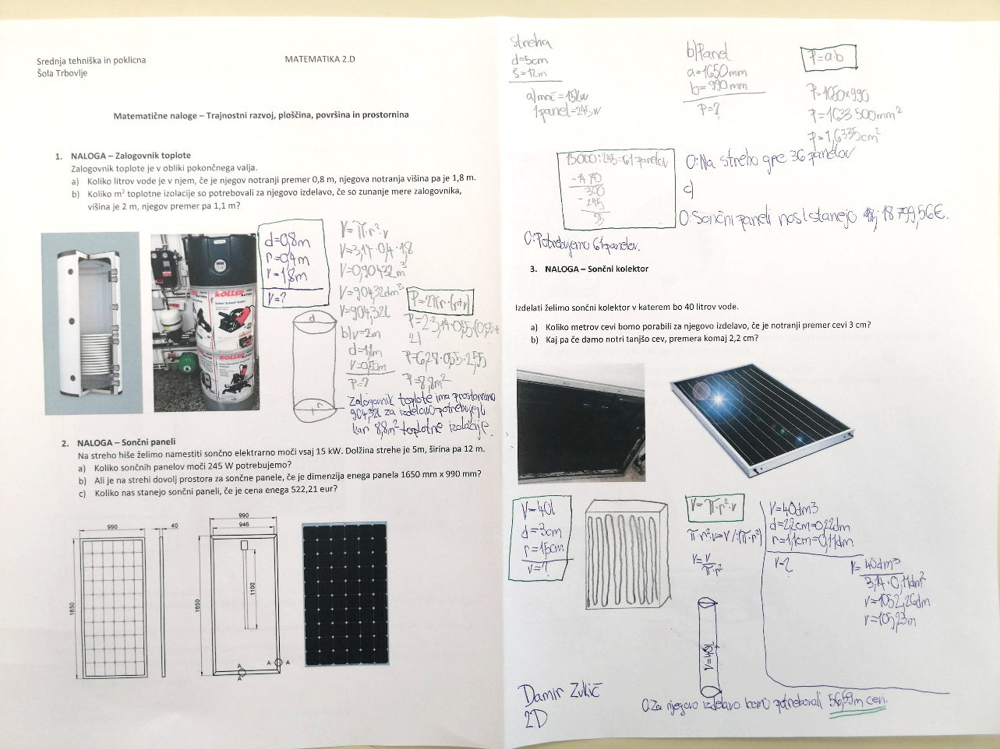 Srednja tehniška in poklicna
Šola Trbovlje
MATEMATIKA 2.D
Matematične naloge – Trajnostni razvoj, ploščina, površina in prostornina
1. NALOGA – Zalogovnik toplote
Zalogovnik toplote je v obliki pokončnega valja.
a) Koliko litrov vode je v njem, če je njegov notranji premer 0,8 m, njegova notranja višina pa je 1,8 m.
b) Koliko m² toplotne izolacije so potrebovali za njegovo izdelavo, če so zunanje mere zalogovnika,
višina je 2 m, njegov premer pa 1,1 m?
d=0,8m
r=0,4m
v=1,8m
V=?
V=π·r²·v
V=3,14·0,4·1,8
V=0,90432m³
V=904,32dm³
V=904,32l
b) v=2m
d=1,1m
r=0,55m
P=?
P=2πr·(r+v)
P=2·3,14·0,55·(0,55+
2)
P=6,28·0,55·2,55
P=8,8m²
d
r
KOLLER
KOLLER
Zalogovnik toplote ima prostornino
904,32l za izdelavo potrebujejo
kar 8,8m² toplotne izolacije.
2. NALOGA – Sončni paneli
Na streho hiše želimo namestiti sončno elektrarno moči vsaj 15 kW. Dolžina strehe je 5m, širina pa 12 m.
a) Koliko sončnih panelov moči 245 W potrebujemo?
b) Ali je na strehi dovolj prostora za sončne panele, če je dimenzija enega panela 1650 mm x 990 mm?
c) Koliko nas stanejo sončni paneli, če je cena enega 522,21 eur?
990
40
1650
990
946
1100
1650
A
A
A
streha
d=5cm
š=12m
a) moč=15kw
1 panel=245w
b) Panel
a=1650mm
b=990mm
P=?
P=a·b
P=1650×990
P=1633500mm²
P=1,6335cm²
15000:245=61 panelov
-1470
300
-245
55
O: Potrebujemo 61 panelov.
O: Na streho gre 36 panelov
c)
O: Sončni paneli nas stanejo 18 799,56€.
3. NALOGA – Sončni kolektor
Izdelati želimo sončni kolektor v katerem bo 40 litrov vode.
a) Koliko metrov cevi bomo porabili za njegovo izdelavo, če je notranji premer cevi 3 cm?
b) Kaj pa če damo notri tanjšo cev, premera komaj 2,2 cm?
V=40l
d=3cm
r=1,5cm
v=?
V=π·r²·v
π·r²·v=V /:(π·r²)
v=V
π·r²
V=40l
V=40dm3
d=2,2cm=0,22dm
r=1,1cm=0,11dm
v=?
v=40dm³
3,14·0,11dm²
v=1052,26dm
v=105,23m
Damir Zukić
2D
O: Za njegovo izdelavo bomo potrebovali 56,59m cevi.